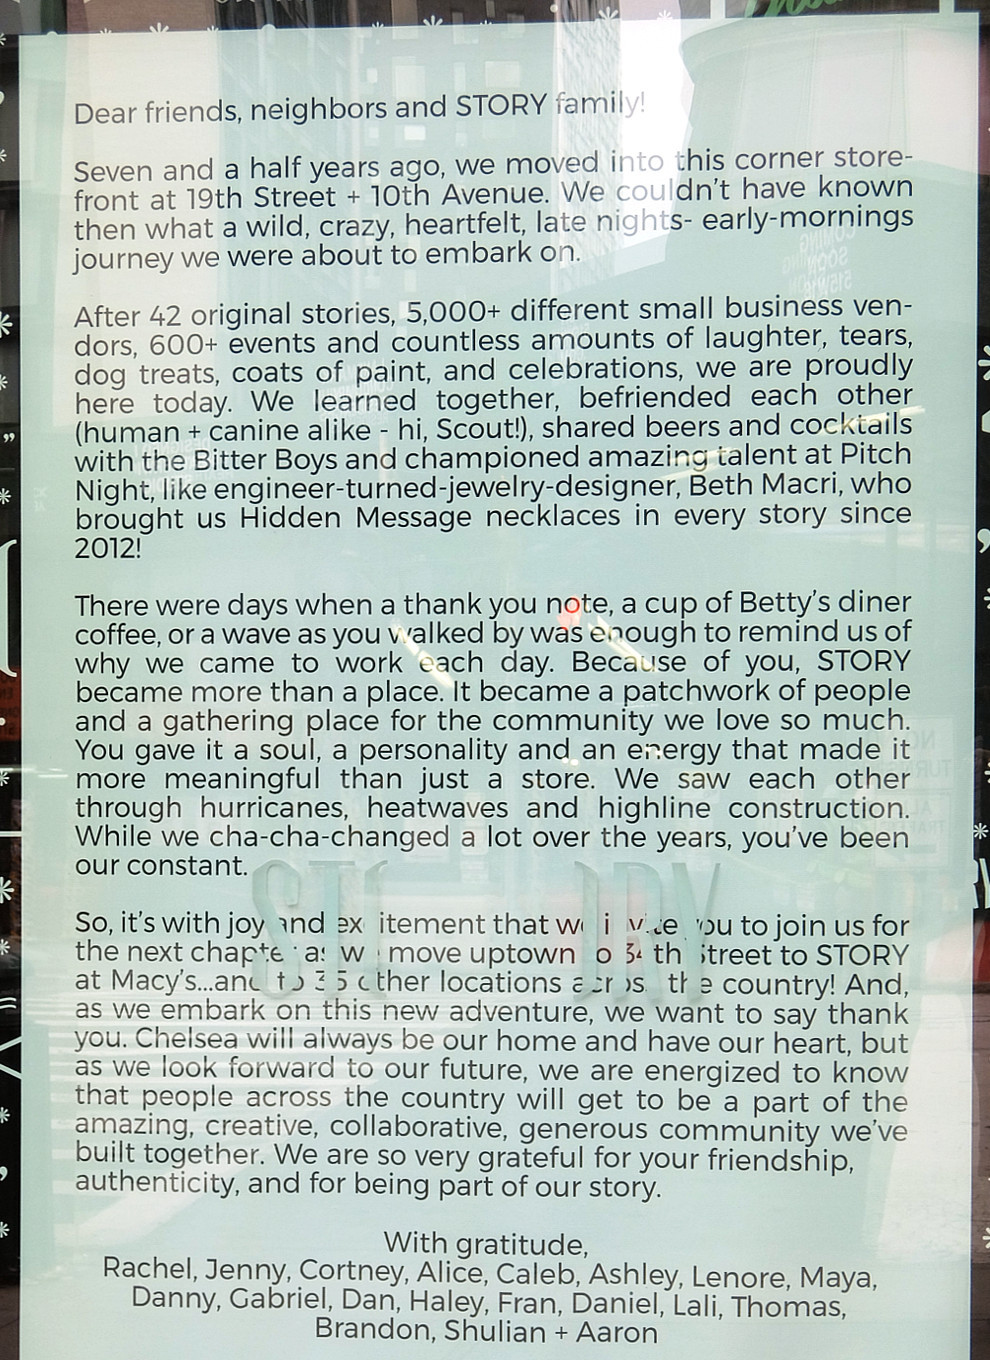 Dear friends, neighbors and STORY family!
Seven and a half years ago, we moved into this corner store-
front at 19th Street + 10th Avenue. We couldn't have known
then what a wild, crazy, heartfelt, late nights- early-mornings
journey we were about to embark on.
After 42 original stories, 5,000+ different small business ven-
dors, 600+ events and countless amounts of laughter, tears,
dog treats, coats of paint, and celebrations, we are proudly
here today. We learned together, befriended each other
(human + canine alike - hi, Scout!), shared beers and cocktails
with the Bitter Boys and championed amazing talent at Pitch
Night, like engineer-turned-jewelry-designer, Beth Macri, who
brought us Hidden Message necklaces in every story since
2012!
There were days when a thank you note, a cup of Betty's diner
coffee, or a wave as you walked by was enough to remind us of
why we came to work each day. Because of you, STORY
became more than a place. It became a patchwork of people
and a gathering place for the community we love so much.
You gave it a soul, a personality and an energy that made it
more meaningful than just a store. We saw each other
through hurricanes, heatwaves and highline construction.
While we cha-cha-changed a lot over the years, you've been
our constant.
So, it's with joy and excitement that we invite you to join us for
the next chapter as we move uptown to 34th Street to STORY
at Macy's...and to 35 other locations across the country! And,
as we embark on this new adventure, we want to say thank
you. Chelsea will always be our home and have our heart, but
as we look forward to our future, we are energized to know
that people across the country will get to be a part of the
amazing, creative, collaborative, generous community we've
built together. We are so very grateful for your friendship,
authenticity, and for being part of our story.
With gratitude,
Rachel, Jenny, Cortney, Alice, Caleb, Ashley, Lenore, Maya,
Danny, Gabriel, Dan, Haley, Fran, Daniel, Lali, Thomas,
Brandon, Shulian + Aaron